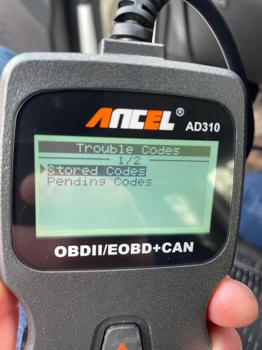 ANCEL® AD310
Trouble Codes
1/2
Stored Codes
Pending Codes
OBDII/EOBD+CAN